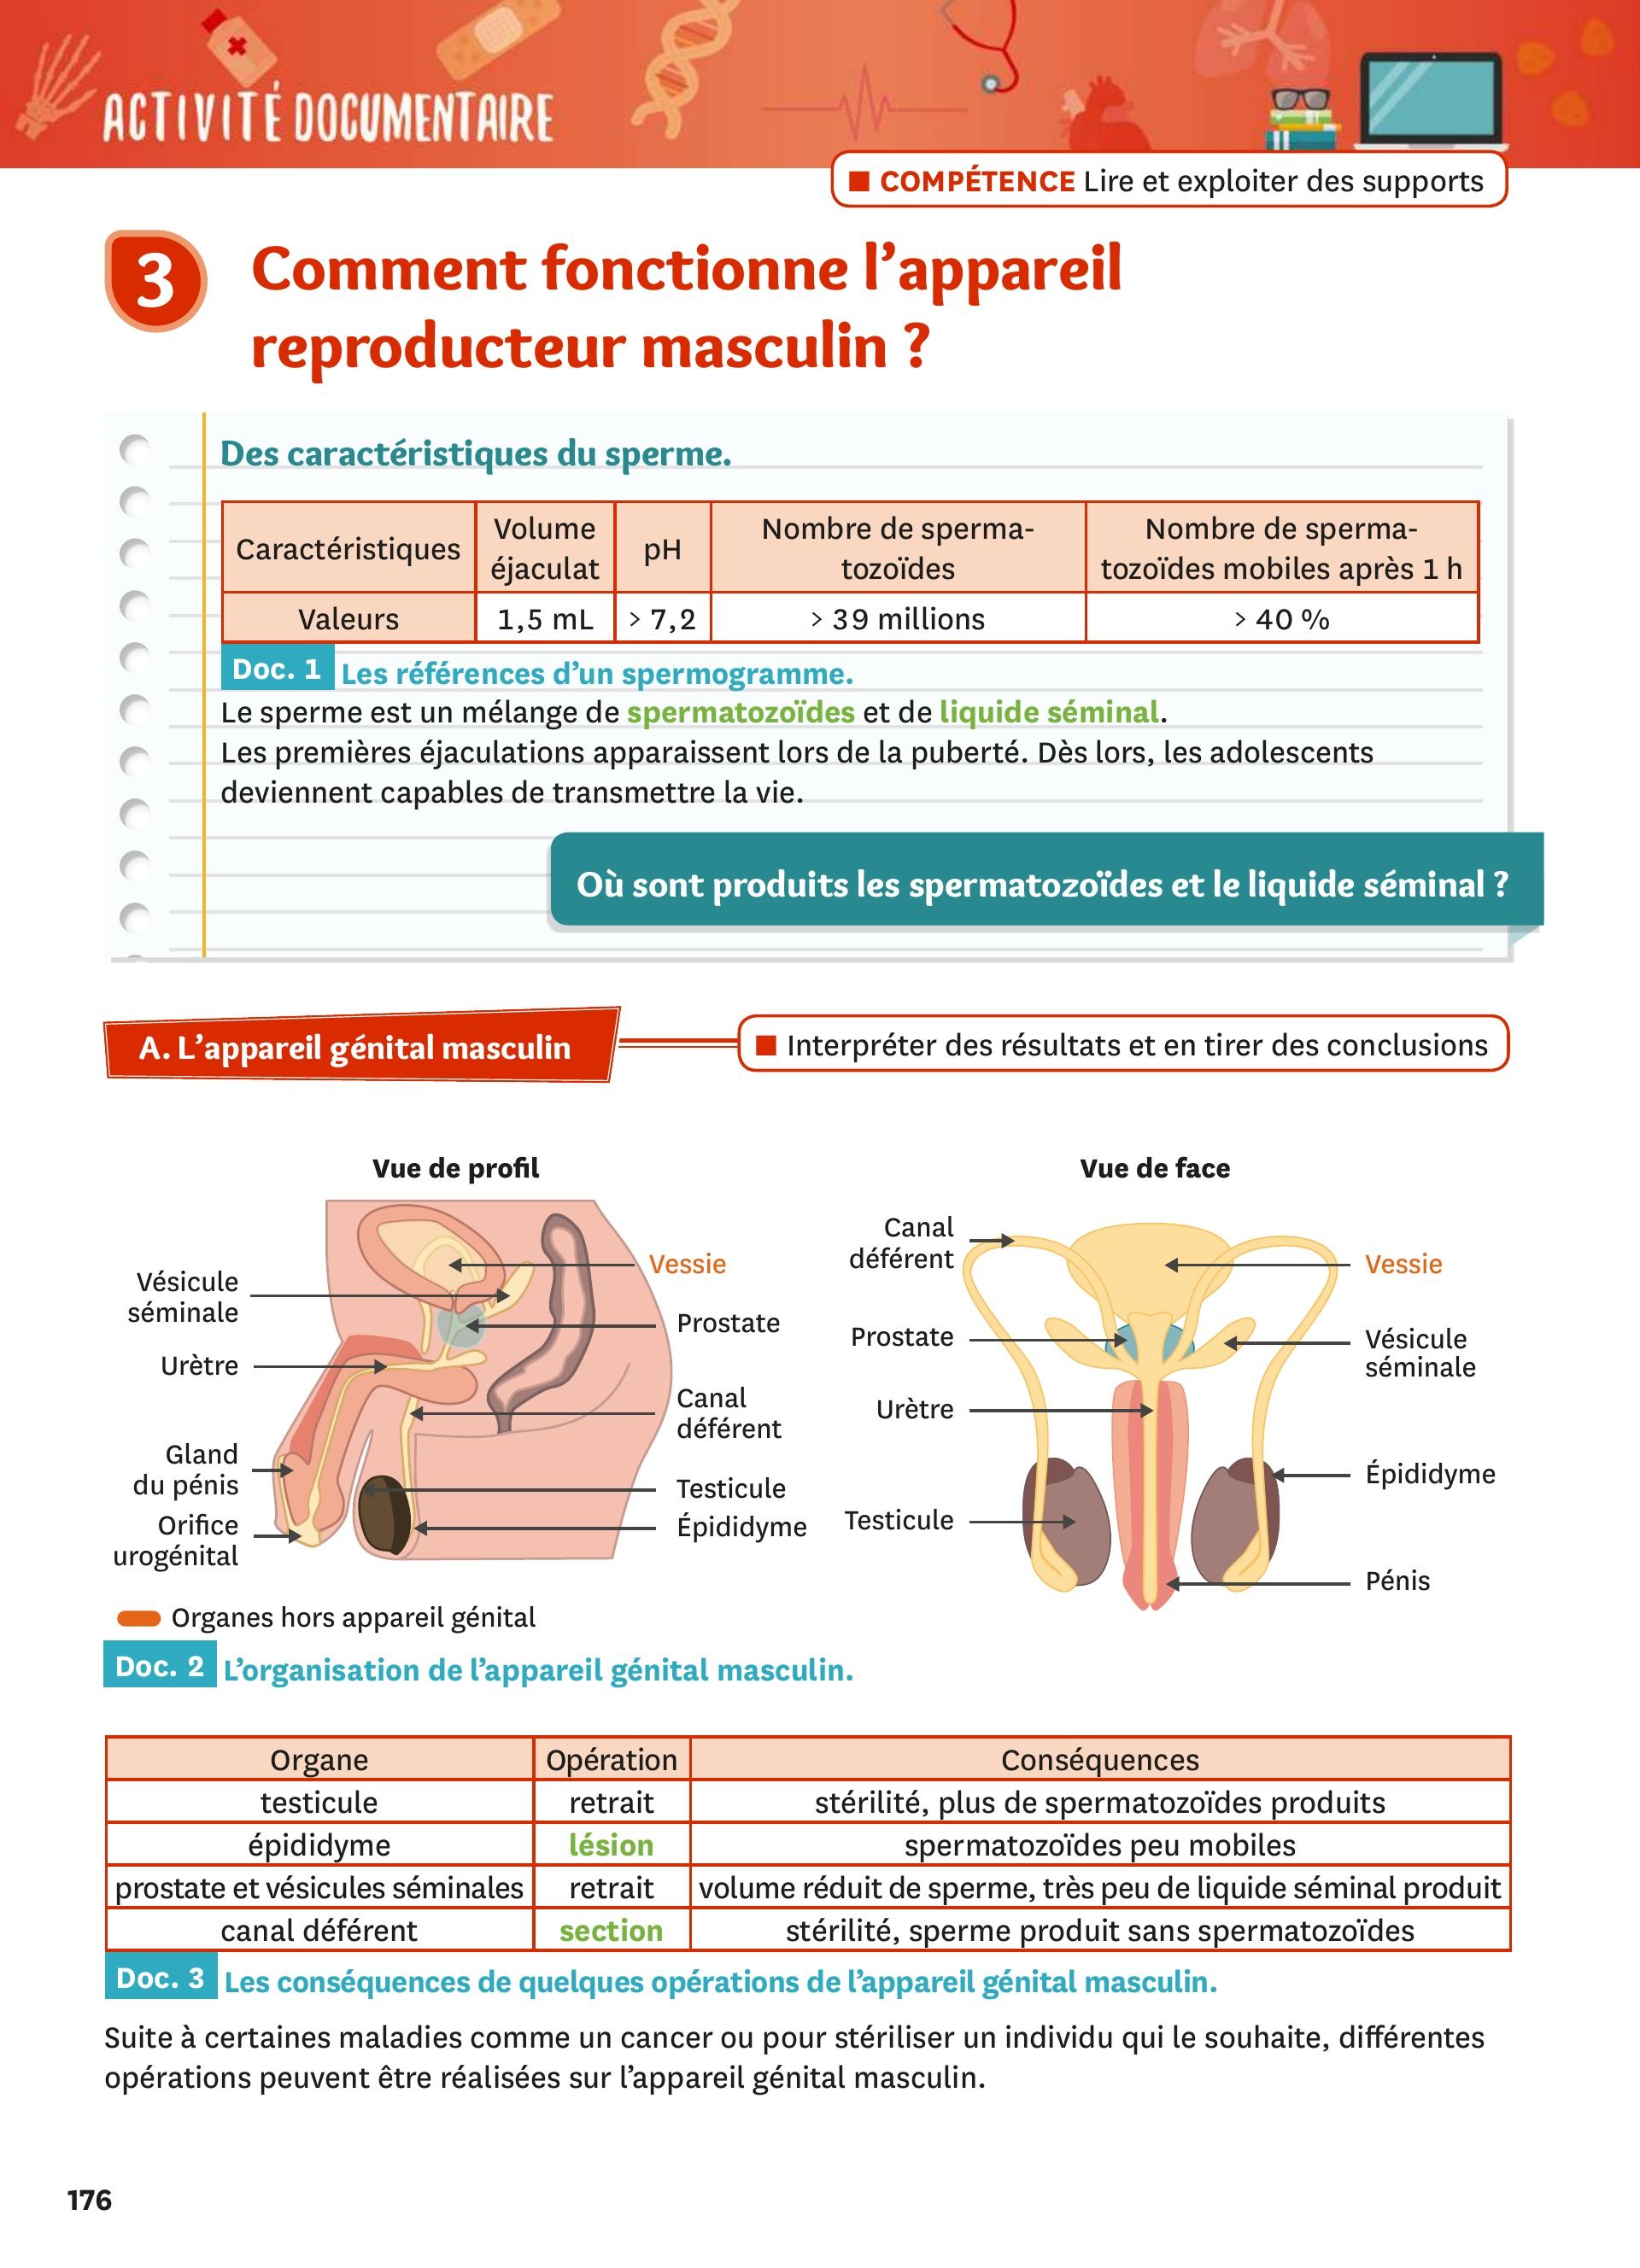 ACTIVITÉ DOCUMENTAIRE
COMPÉTENCE Lire et exploiter des supports
3
Comment fonctionne l'appareil
reproducteur masculin ?
Des caractéristiques du sperme.
Caractéristiques
Volume
éjaculat
pH
Nombre de sperma-
tozoïdes
Nombre de sperma-
tozoïdes mobiles après 1 h
Valeurs
1,5 mL
> 7,2
> 39 millions
> 40 %
Doc. 1 Les références d'un spermogramme.
Le sperme est un mélange de spermatozoïdes et de liquide séminal.
Les premières éjaculations apparaissent lors de la puberté. Dès lors, les adolescents
deviennent capables de transmettre la vie.
Où sont produits les spermatozoïdes et le liquide séminal ?
A. L'appareil génital masculin
Interpréter des résultats et en tirer des conclusions
Vue de profil
Vésicule
séminale
Urètre
Gland
du pénis
Orifice
urogénital
Vessie
Prostate
Canal
déférent
Testicule
Épididyme
Vue de face
Canal
déférent
Prostate
Urètre
Testicule
Vessie
Vésicule
séminale
Épididyme
Pénis
Organes hors appareil génital
Doc. 2 L'organisation de l'appareil génital masculin.
Organe Opération Conséquences
testicule retrait stérilité, plus de spermatozoïdes produits
épididyme lésion spermatozoïdes peu mobiles
prostate et vésicules séminales retrait volume réduit de sperme, très peu de liquide séminal produit
canal déférent section stérilité, sperme produit sans spermatozoïdes
Doc. 3 Les conséquences de quelques opérations de l'appareil génital masculin.
Suite à certaines maladies comme un cancer ou pour stériliser un individu qui le souhaite, différentes
opérations peuvent être réalisées sur l'appareil génital masculin.
176